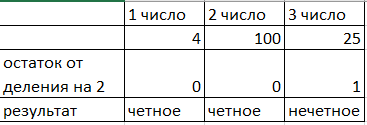 1 число 2 число 3 число
4 100 25
остаток от
деления на 2 0 0 1
результат четное четное нечетное